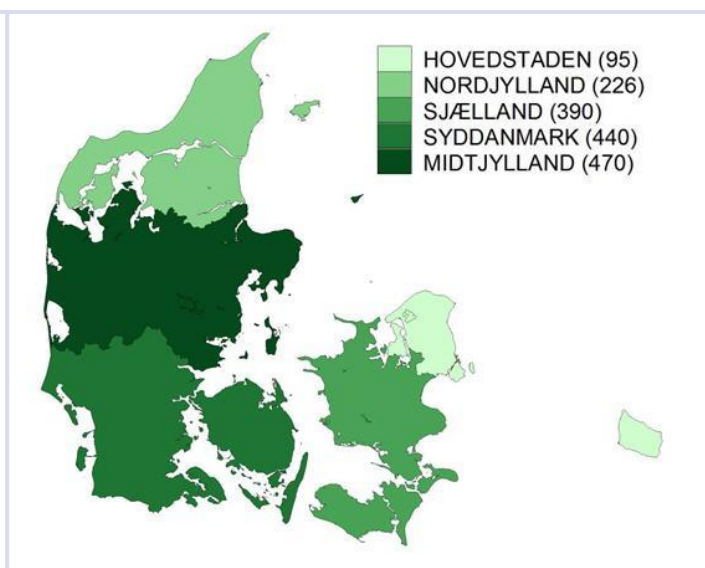 HOVEDSTADEN (95)
NORDJYLLAND (226)
SJÆLLAND (390)
SYDDANMARK (440)
MIDTJYLLAND (470)